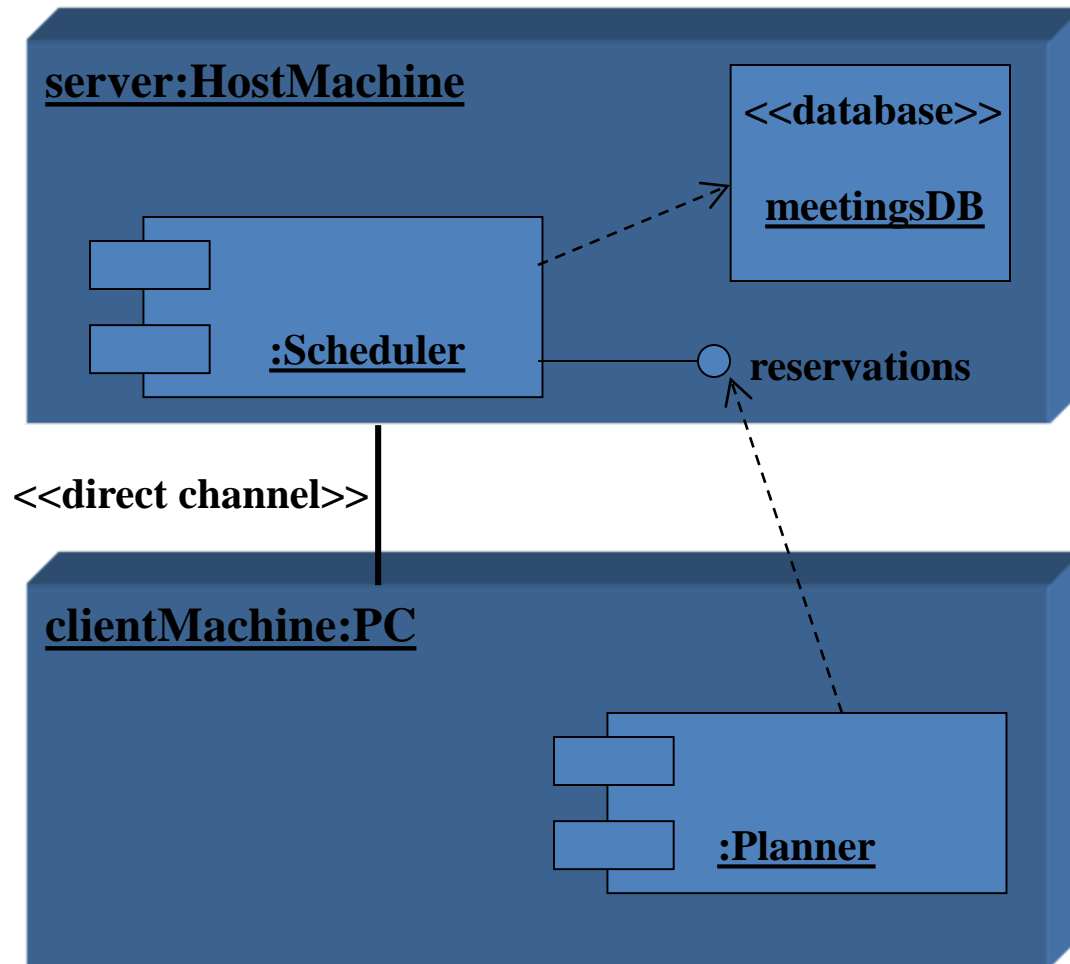 server:HostMachine
<<database>>
meetingsDB
:Scheduler
reservations
<<direct channel>>
clientMachine:PC
:Planner